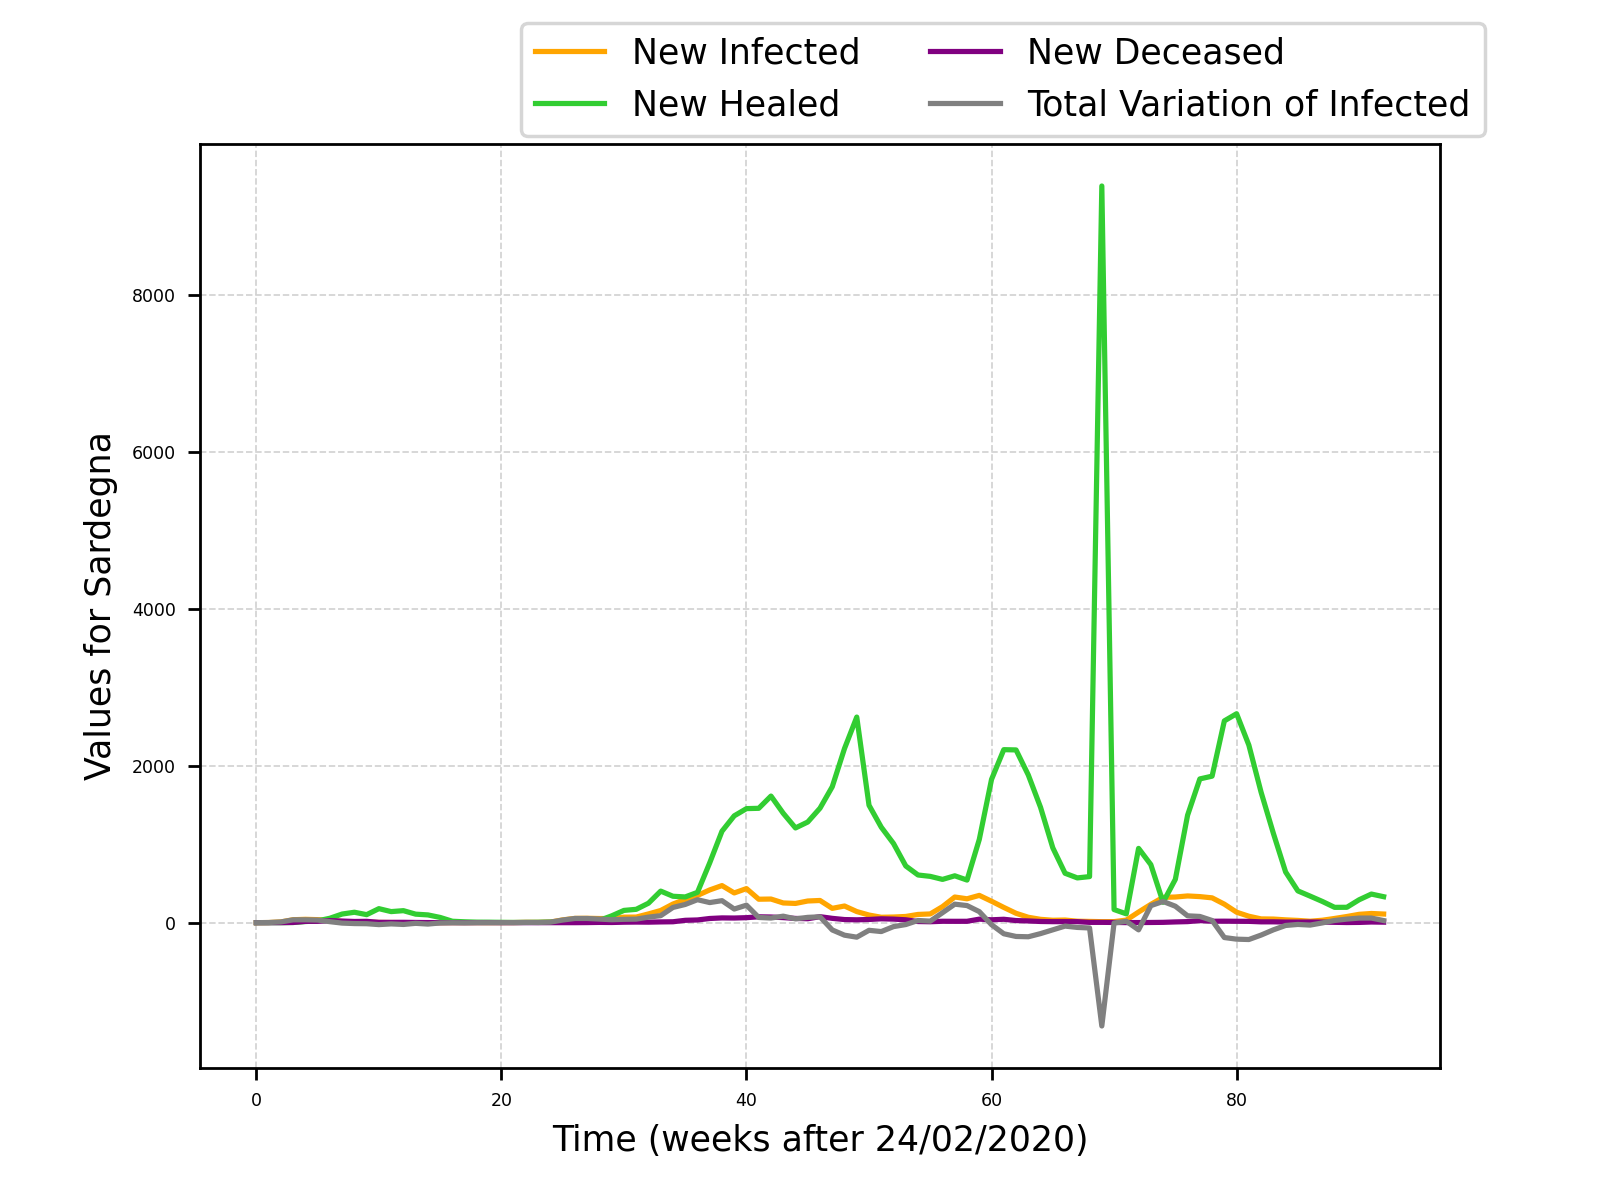 New Infected
New Healed
New Deceased
Total Variation of Infected
Values for Sardegna
8000
6000
4000
2000
0
0 20 40 60 80
Time (weeks after 24/02/2020)